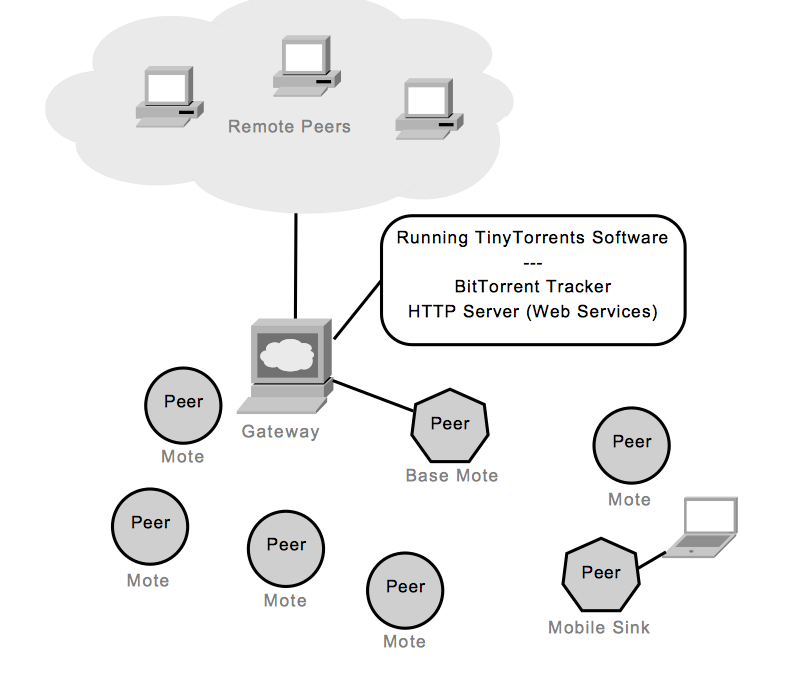 Remote Peers
Running TinyTorrents Software
---
BitTorrent Tracker
HTTP Server (Web Services)
Peer
Mote
Gateway
Peer
Base Mote
Peer
Mote
Peer
Mote
Peer
Mote
Peer
Mote
Peer
Mobile Sink